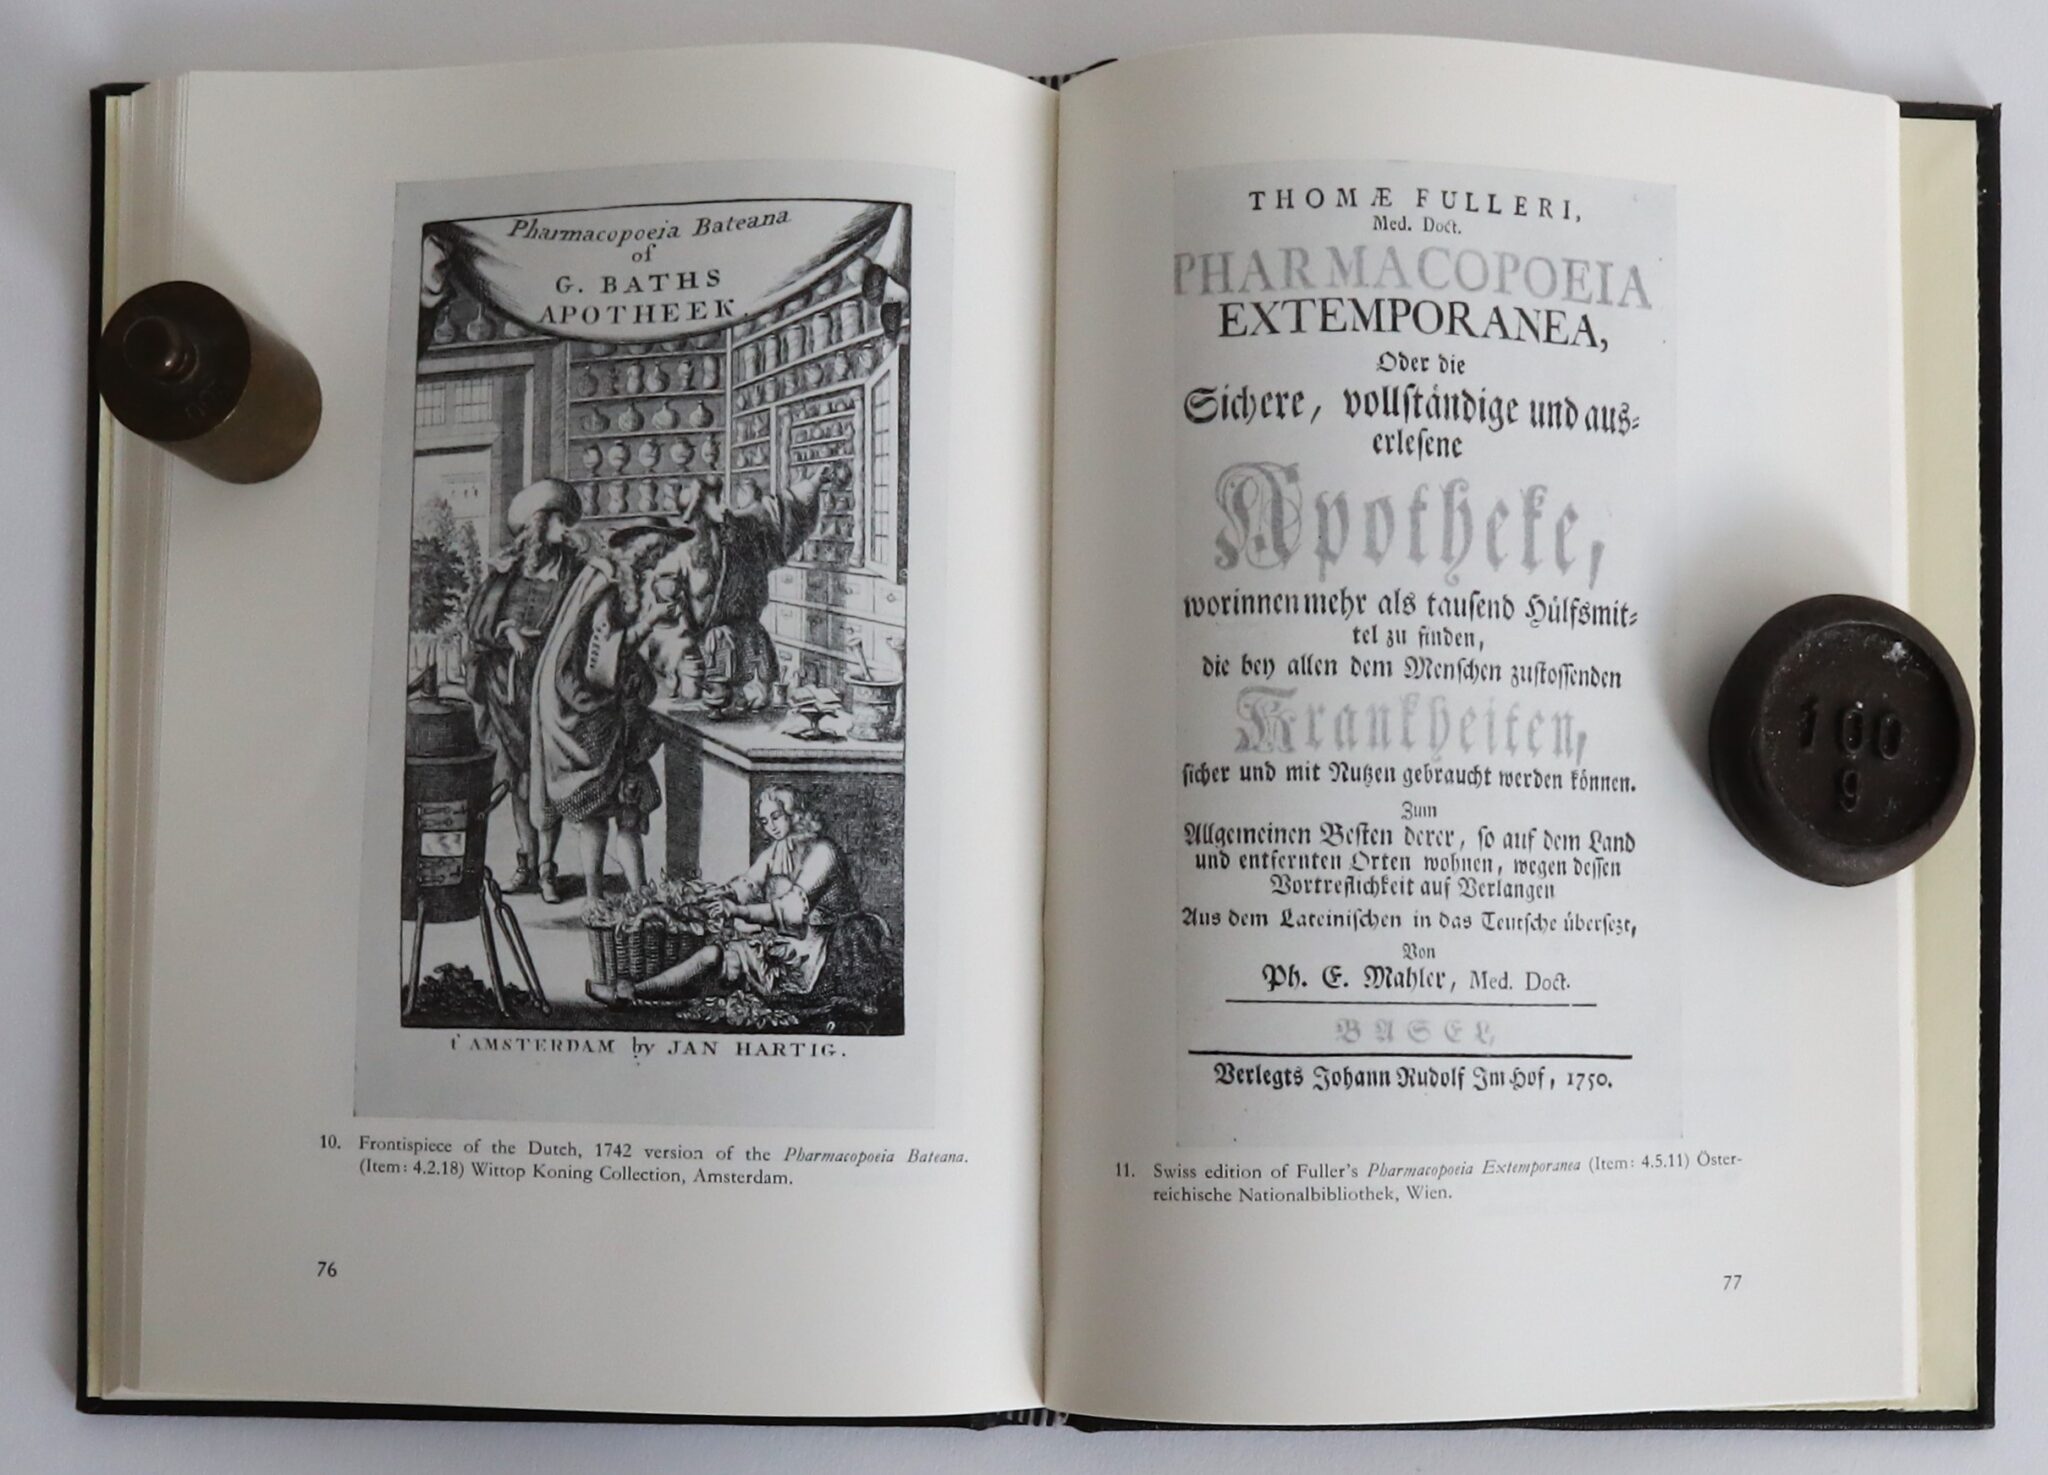 Pharmacopoeia Bateana
of
G. BATHS
APOTHEEK.
t'AMSTERDAM by JAN HARTIG.
10. Frontispiece of the Dutch, 1742 version of the Pharmacopoeia Bateana.
(Item: 4.2.18) Wittop Koning Collection, Amsterdam.
76
THOMÆ FULLERI,
Med. Doct.
PHARMACOPOEIA
EXTEMPORANEA,
Oder die
Sichere, vollſtändige und aus⸗
erleſene
Apotheke,
worinnen mehr als tauſend Hülfsmit⸗
tel zu finden,
die bey allen dem Menſchen zuſtoſſenden
Krankheiten,
ſicher und mit Nutzen gebraucht werden können.
Zum
Allgemeinen Beſten derer, ſo auf dem Land
und entfernten Orten wohnen, wegen deſſen
Vortreflichkeit auf Verlangen
Aus dem Lateiniſchen in das Teutſche überſezt,
Von
Ph. E. Mahler, Med. Doct.
BASEL
Verlegts Johann Rudolf Im Hof, 1750.
11. Swiss edition of Fuller's Pharmacopoeia Extemporanea (Item: 4.5.11) Öster-
reichische Nationalbibliothek, Wien.
77
100
g